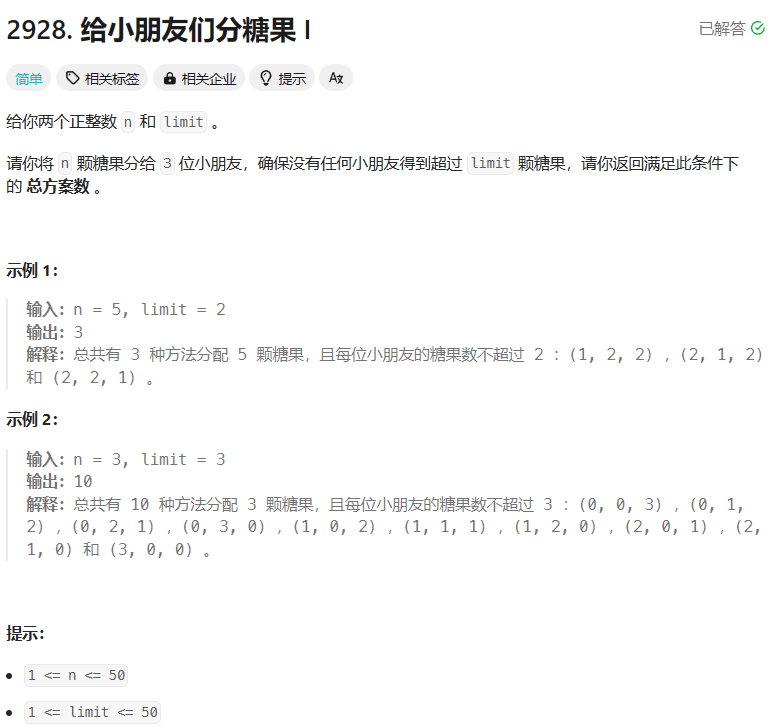 2928. 给小朋友们分糖果 I
已解答
简单
相关标签
相关企业
提示
给你两个正整数 n 和 limit 。
请你将 n 颗糖果分给 3 位小朋友，确保没有任何小朋友得到超过 limit 颗糖果，请你返回满足此条件下
的 总方案数 。
示例 1：
输入：n = 5, limit = 2
输出：3
解释：总共有 3 种方法分配 5 颗糖果，且每位小朋友的糖果数不超过 2 ：(1, 2, 2) ，(2, 1, 2)
和 (2, 2, 1) 。
示例 2：
输入：n = 3, limit = 3
输出：10
解释：总共有 10 种方法分配 3 颗糖果，且每位小朋友的糖果数不超过 3 ：(0, 0, 3) ，(0, 1,
2) ，(0, 2, 1) ，(0, 3, 0) ，(1, 0, 2) ，(1, 1, 1) ，(1, 2, 0) ，(2, 0, 1) ，(2,
1, 0) 和 (3, 0, 0) 。
提示：
1 <= n <= 50
1 <= limit <= 50